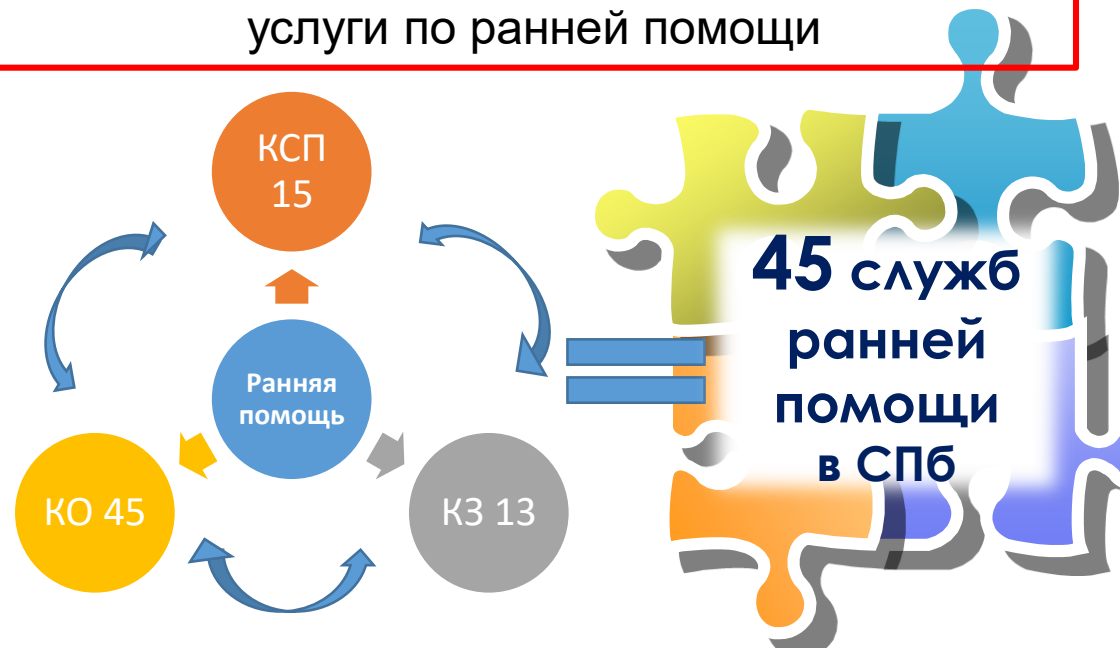 услуги по ранней помощи
КСП
15
Ранняя
помощь
КО 45
КЗ 13
45 служб
ранней
помощи
в СПб